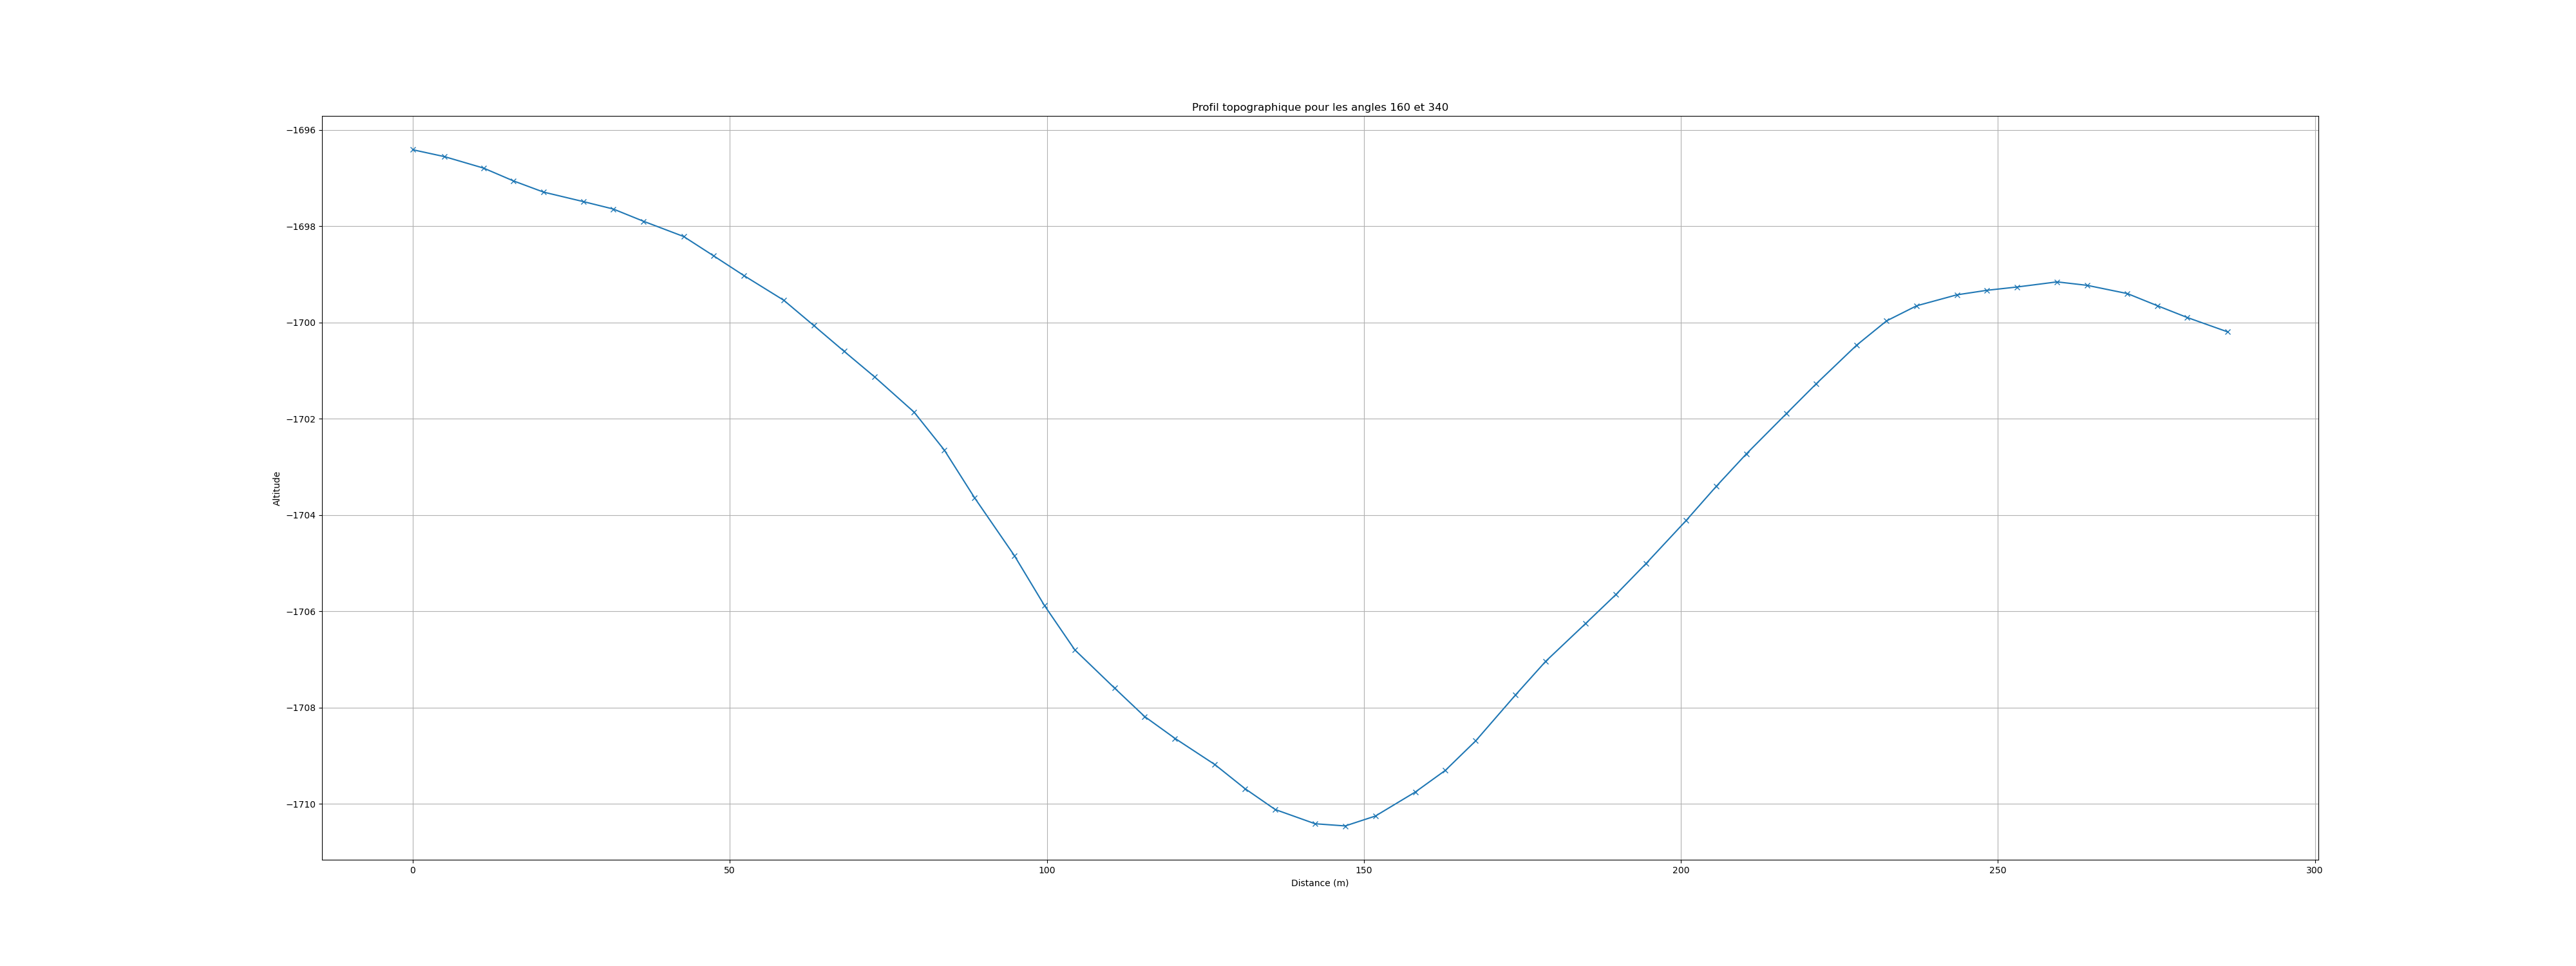 Profil topographique pour les angles 160 et 340
−1696
−1698
−1700
−1702
−1704
−1706
−1708
−1710
Altitude
0 50 100 150 200 250 300
Distance (m)